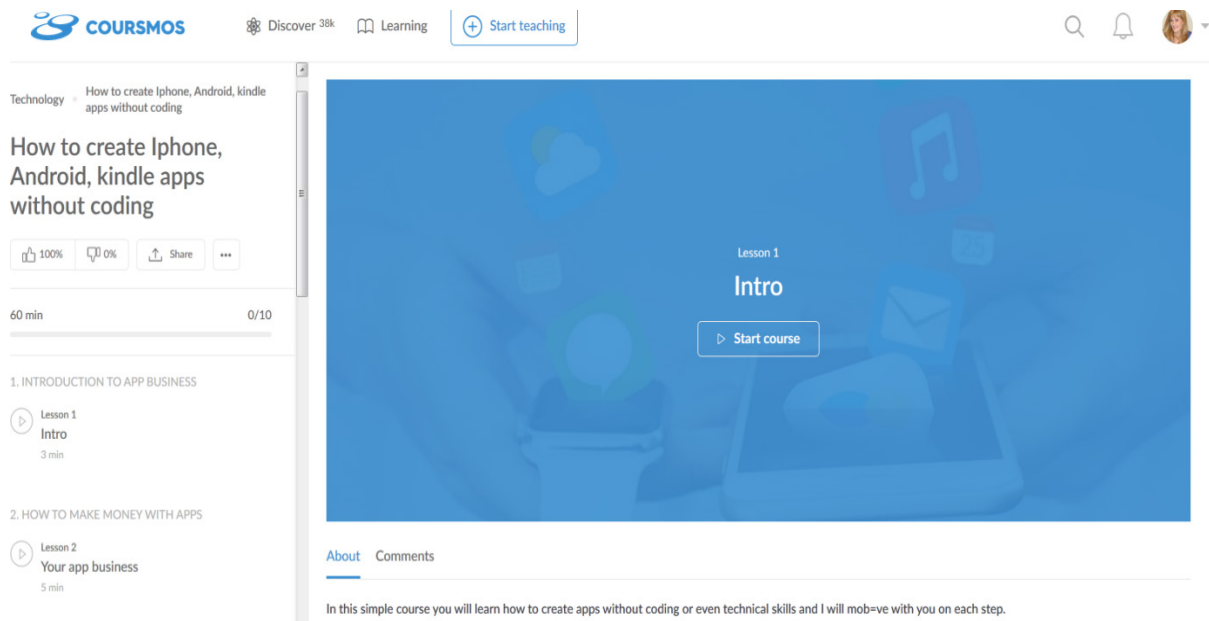 COURSMOS
Discover 38k
Learning
Start teaching
Technology
How to create Iphone, Android, kindle
apps without coding
How to create Iphone,
Android, kindle apps
without coding
100%
0%
Share
60 min
0/10
1. INTRODUCTION TO APP BUSINESS
Lesson 1
Intro
3 min
2. HOW TO MAKE MONEY WITH APPS
Lesson 2
Your app business
5 min
25
Lesson 1
Intro
Start course
About
Comments
In this simple course you will learn how to create apps without coding or even technical skills and I will mob=ve with you on each step.